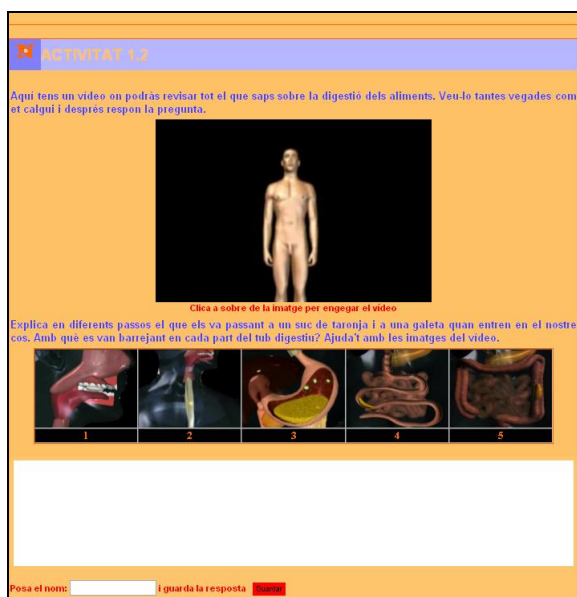 ACTIVITAT 1.2
Aquí tens un vídeo on podràs revisar tot el que saps sobre la digestió dels aliments. Veu-lo tantes vegades com
et calgui i després respon la pregunta.
Clica a sobre de la imatge per engegar el vídeo
Explica en diferents passos el que els va passant a un suc de taronja i a una galeta quan entren en el nostre
cos. Amb què es van barrejant en cada part del tub digestiu? Ajuda't amb les imatges del vídeo.
1 2 3 4 5
Posa el nom: i guarda la resposta Guardar